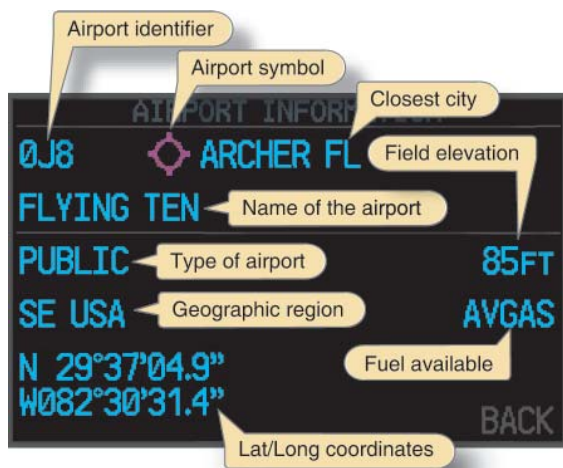 Airport identifier
Airport symbol
AIRPORT INFORMATION
Closest city
0J8 ARCHER FL
Field elevation
FLYING TEN
Name of the airport
PUBLIC
Type of airport
85FT
SE USA
Geographic region
AVGAS
Fuel available
N 29°37'04.9"
W082°30'31.4"
BACK
Lat/Long coordinates